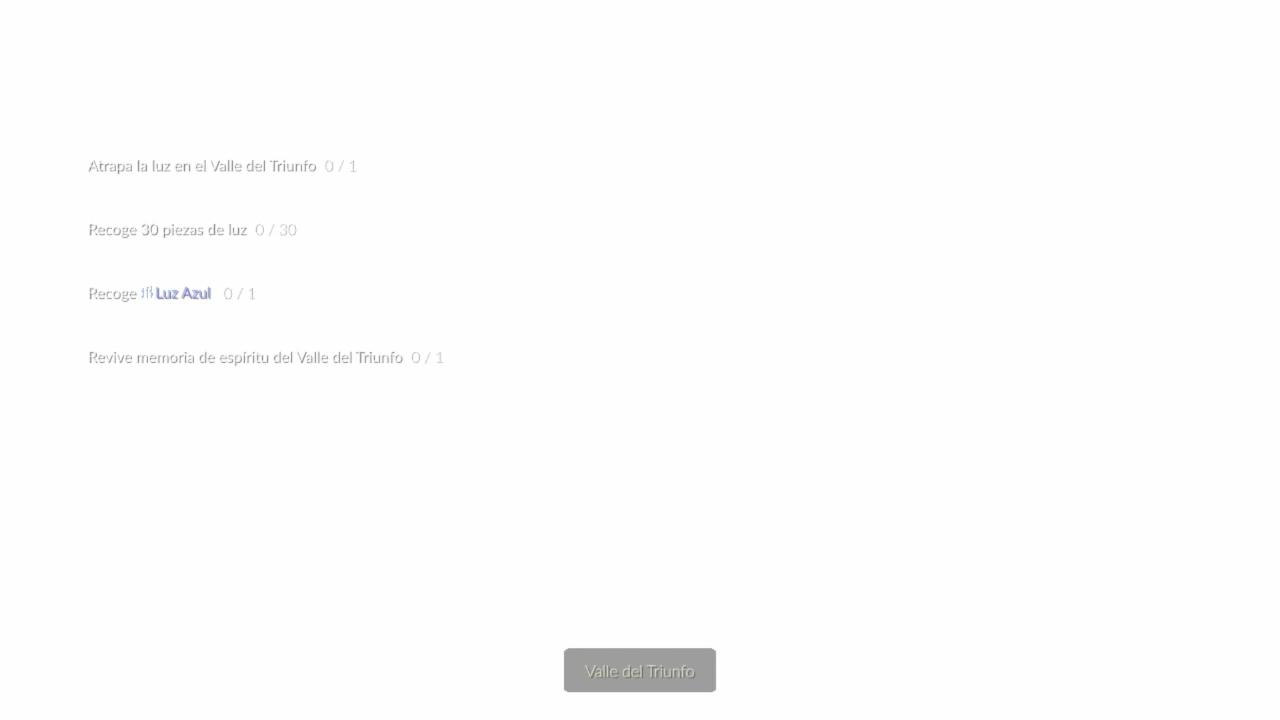 Atrapa la luz en el Valle del Triunfo 0 / 1
Recoge 30 piezas de luz 0 / 30
Recoge Luz Azul 0 / 1
Revive memoria de espíritu del Valle del Triunfo 0 / 1
Valle del Triunfo